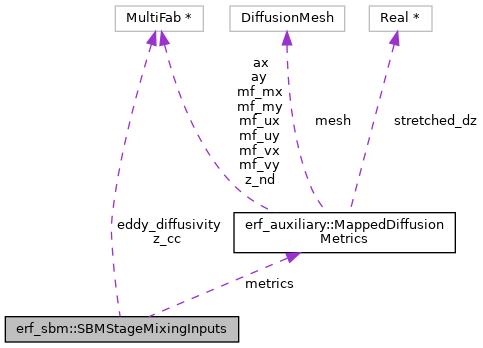 MultiFab *
DiffusionMesh
Real *
ax
ay
mf_mx
mf_my
mf_ux
mf_uy
mf_vx
mf_vy
z_nd
mesh
stretched_dz
eddy_diffusivity
z_cc
erf_auxiliary::MappedDiffusion
Metrics
metrics
erf_sbm::SBMStageMixingInputs